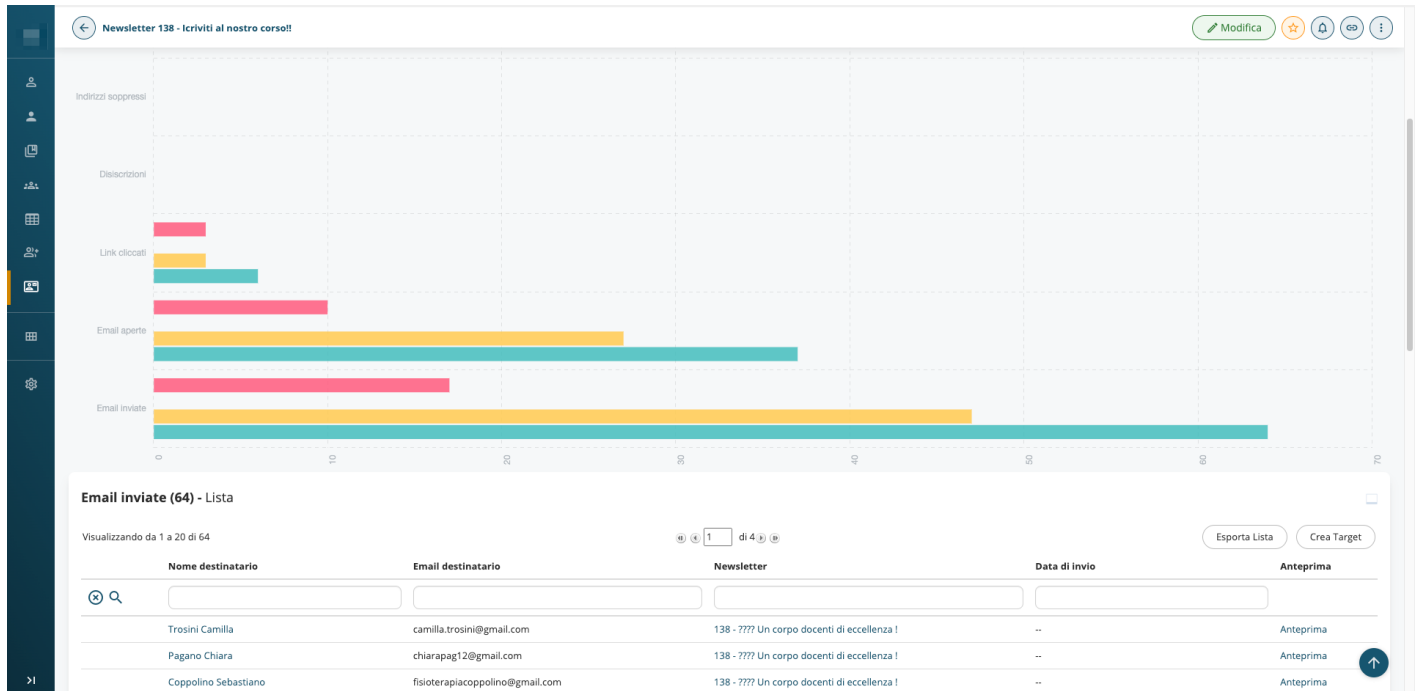 Newsletter 138 - Icriviti al nostro corso!!
Modifica
Indirizzi soppressi
Disiscrizioni
Link cliccati
Email aperte
Email inviate
0 10 20 30 40 50 60 70
Email inviate (64) - Lista
Visualizzando da 1 a 20 di 64
1 di 4
Esporta Lista
Crea Target
Nome destinatario Email destinatario Newsletter Data di invio Anteprima
Trosini Camilla camilla.trosini@gmail.com 138 - ???? Un corpo docenti di eccellenza ! -- Anteprima
Pagano Chiara chiarapag12@gmail.com 138 - ???? Un corpo docenti di eccellenza ! -- Anteprima
Coppolino Sebastiano fisioterapiacoppolino@gmail.com 138 - ???? Un corpo docenti di eccellenza ! -- Anteprima